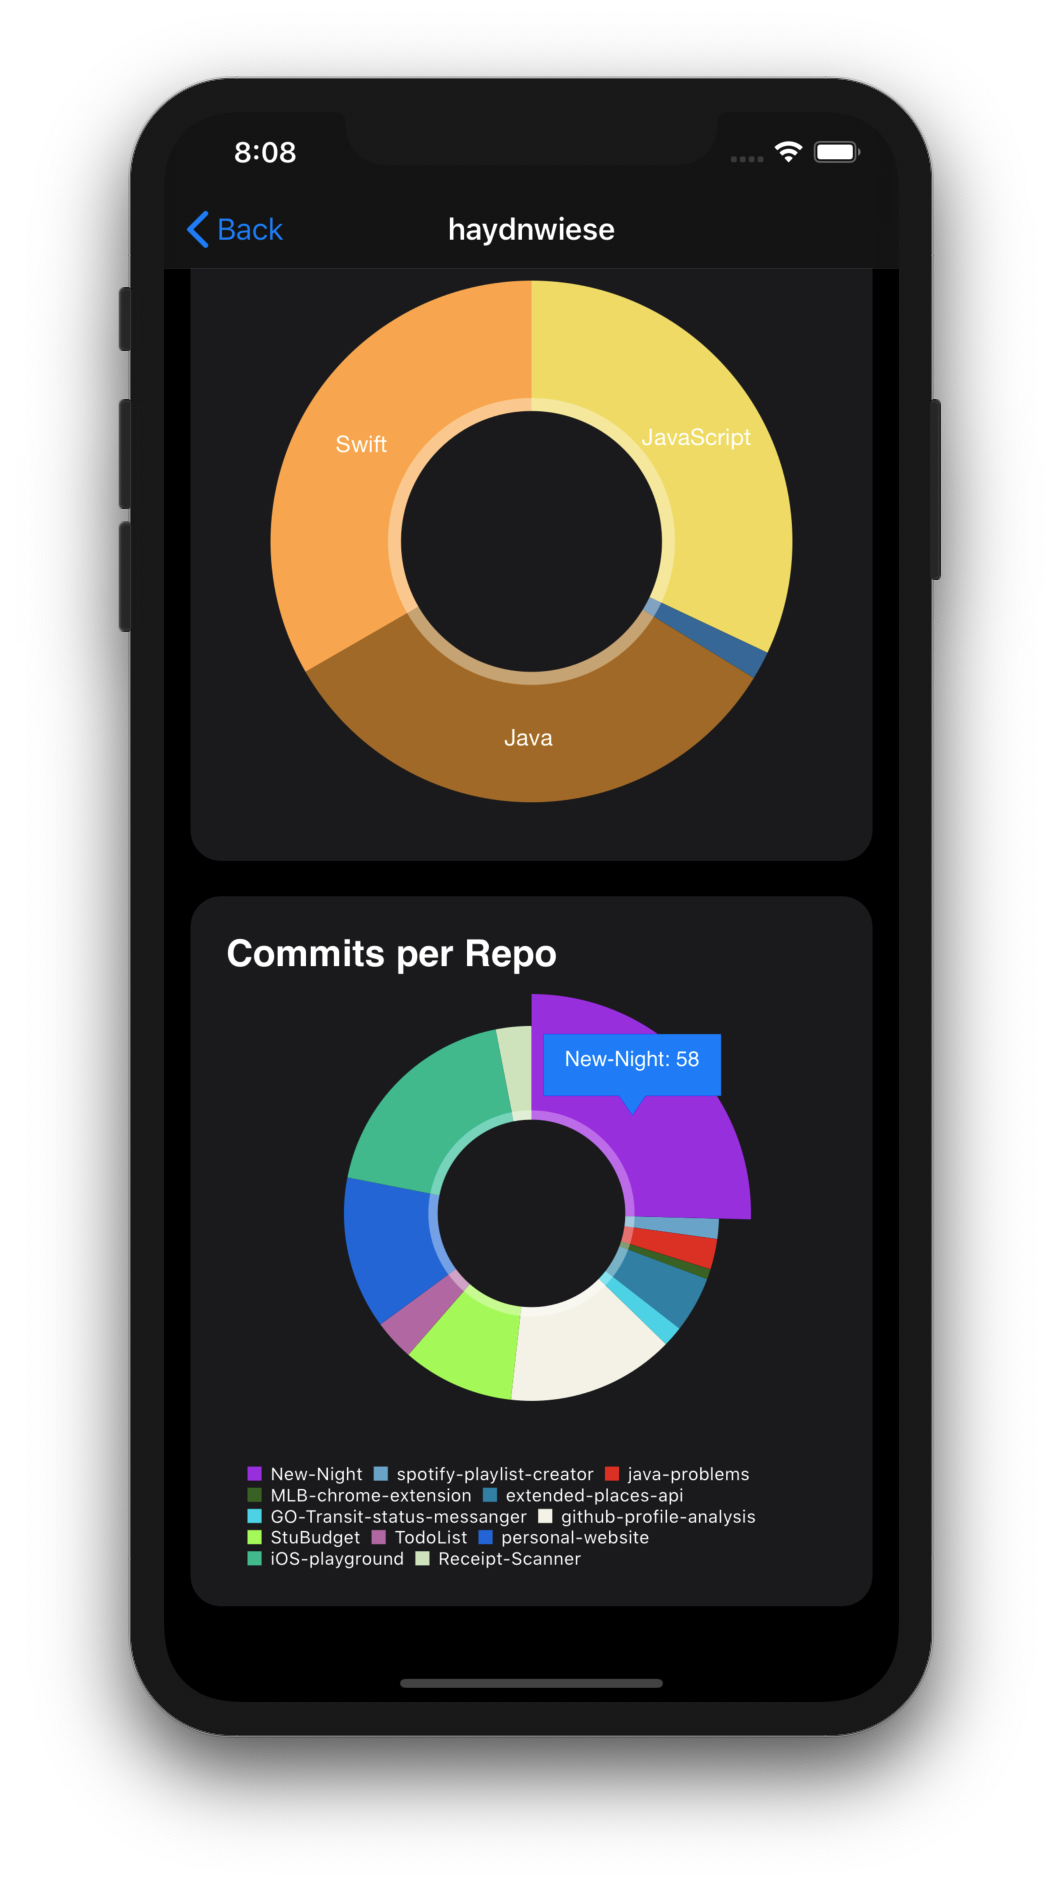 8:08
Back haydnwiese
JavaScript
Swift
Java
Commits per Repo
New-Night: 58
New-Night spotify-playlist-creator java-problems
MLB-chrome-extension extended-places-api
GO-Transit-status-messanger github-profile-analysis
StuBudget TodoList personal-website
iOS-playground Receipt-Scanner